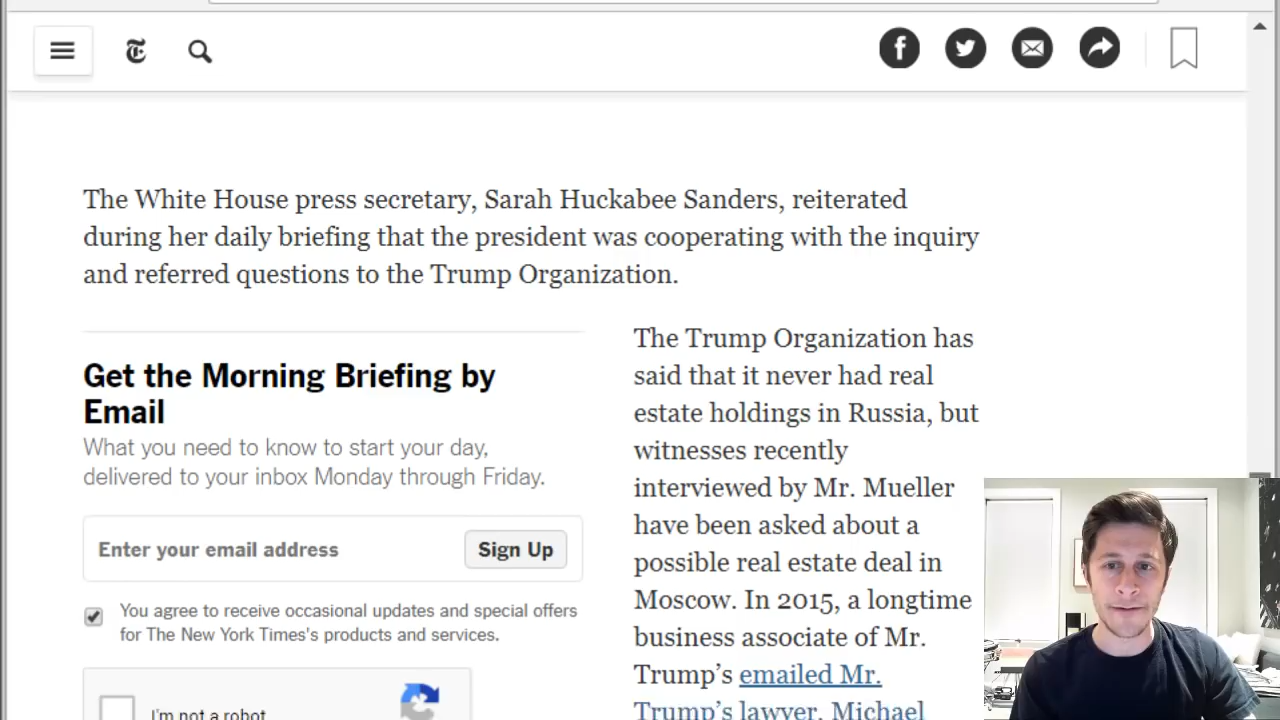 The White House press secretary, Sarah Huckabee Sanders, reiterated
during her daily briefing that the president was cooperating with the inquiry
and referred questions to the Trump Organization.
Get the Morning Briefing by
Email
What you need to know to start your day,
delivered to your inbox Monday through Friday.
Enter your email address
Sign Up
You agree to receive occasional updates and special offers
for The New York Times's products and services.
I'm not a robot
The Trump Organization has
said that it never had real
estate holdings in Russia, but
witnesses recently
interviewed by Mr. Mueller
have been asked about a
possible real estate deal in
Moscow. In 2015, a longtime
business associate of Mr.
Trump’s emailed Mr.
Trump’s lawyer, Michael